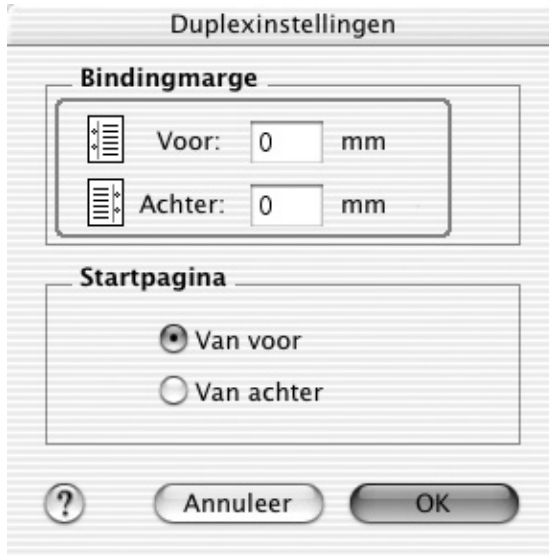 Duplexinstellingen
Bindingmarge
Voor: 0 mm
Achter: 0 mm
Startpagina
Van voor
Van achter
? Annuleer OK